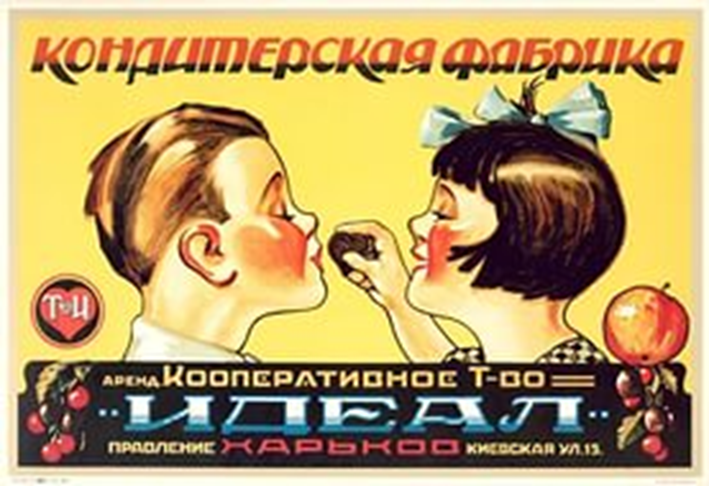 КОНДИТЕРСКАЯ ФАБРИКА
АРЕНД. КООПЕРАТИВНОЕ Т-ВО
"ИДЕАЛ"
ПРАВЛЕНИЕ ХАРЬКОВ КИЕВСКАЯ УЛ. 13.